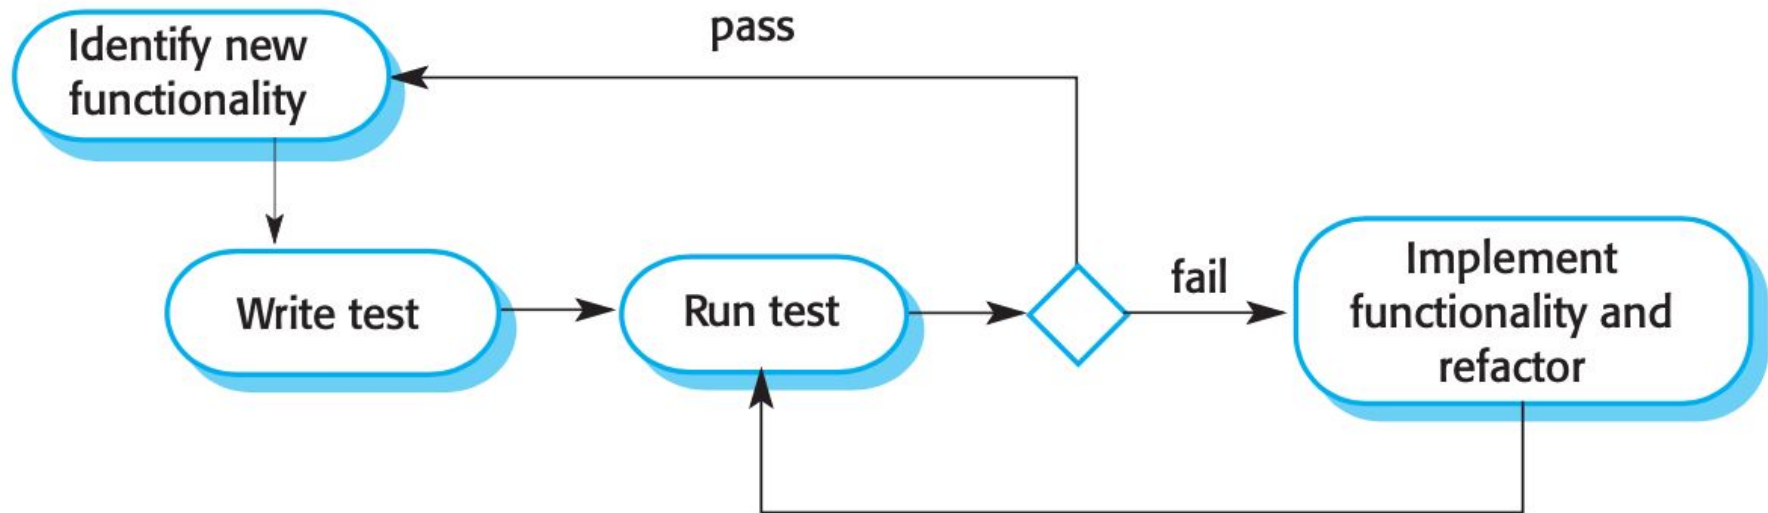 Identify new
functionality
pass
Write test
Run test
fail
Implement
functionality and
refactor